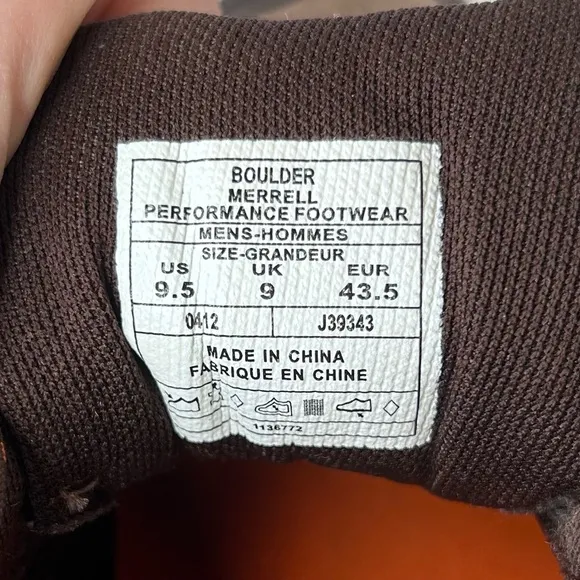 BOULDER
MERRELL
PERFORMANCE FOOTWEAR
MENS-HOMMES
SIZE-GRANDEUR
US UK EUR
9.5 9 43.5
0412 J39343
MADE IN CHINA
FABRIQUE EN CHINE
1136772